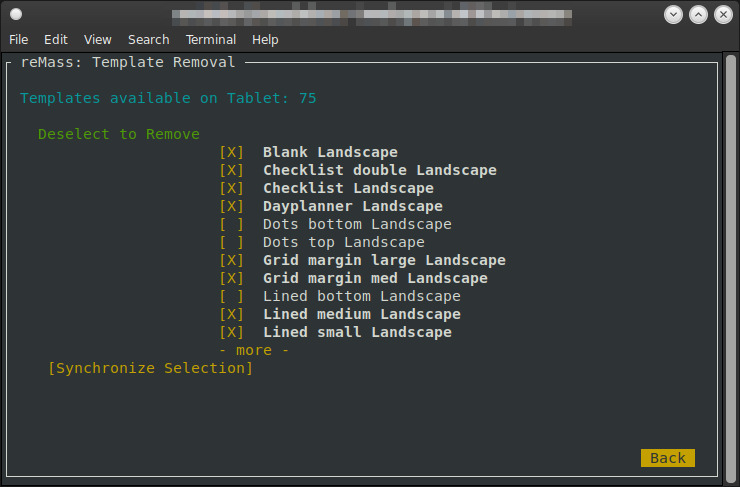 File Edit View Search Terminal Help
reMass: Template Removal
Templates available on Tablet: 75
Deselect to Remove
[X] Blank Landscape
[X] Checklist double Landscape
[X] Checklist Landscape
[X] Dayplanner Landscape
[ ] Dots bottom Landscape
[ ] Dots top Landscape
[X] Grid margin large Landscape
[X] Grid margin med Landscape
[ ] Lined bottom Landscape
[X] Lined medium Landscape
[X] Lined small Landscape
- more -
[Synchronize Selection]
Back